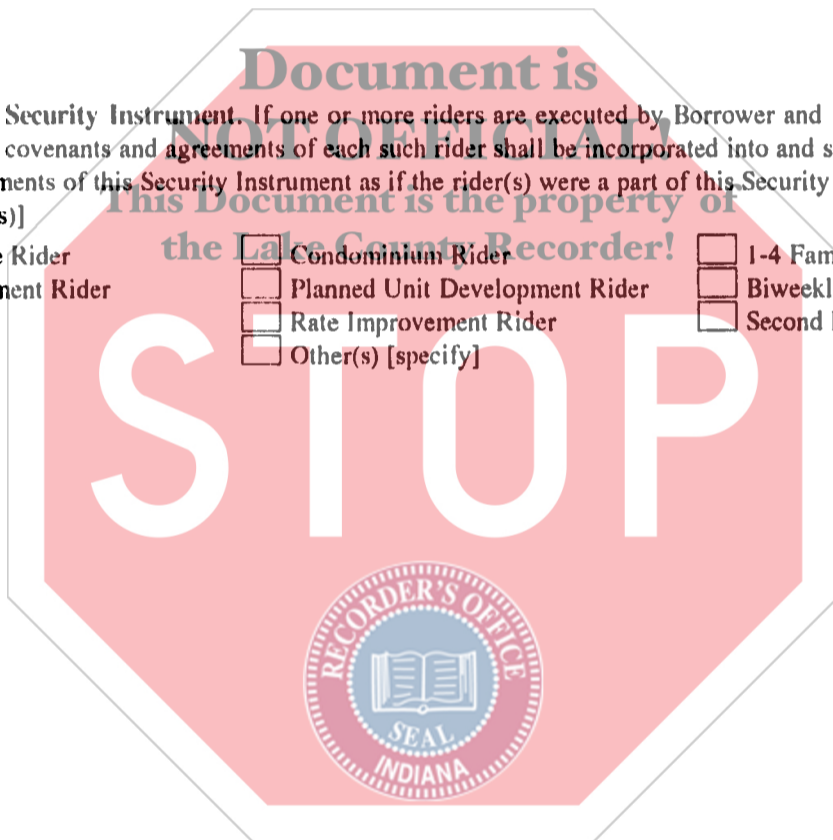 Document is
Security Instrument. If one or more riders are executed by Borrower and
NOT OFFICIAL!
covenants and agreements of each such rider shall be incorporated into and s
ments of this Security Instrument as if the rider(s) were a part of this Security
This Document is the property of
s)]
the Lake County Recorder!
e Rider Condominium Rider 1-4 Fam
ment Rider Planned Unit Development Rider Biweekl
Rate Improvement Rider Second
Other(s) [specify]
STOP
RECORDER'S OFFICE
SEAL
INDIANA